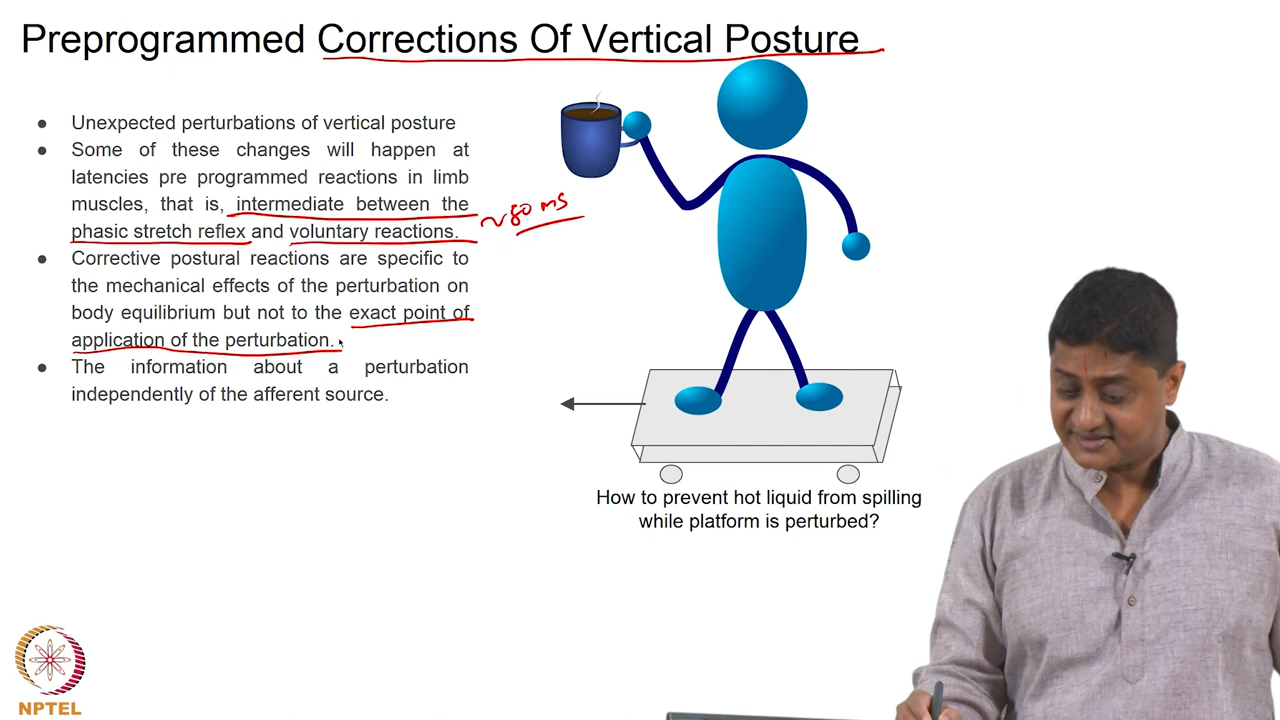 Preprogrammed Corrections Of Vertical Posture
● Unexpected perturbations of vertical posture
● Some of these changes will happen at
latencies pre programmed reactions in limb
muscles, that is, intermediate between the
phasic stretch reflex and voluntary reactions.
~80 ms
● Corrective postural reactions are specific to
the mechanical effects of the perturbation on
body equilibrium but not to the exact point of
application of the perturbation.
● The information about a perturbation
independently of the afferent source.
How to prevent hot liquid from spilling
while platform is perturbed?
NPTEL